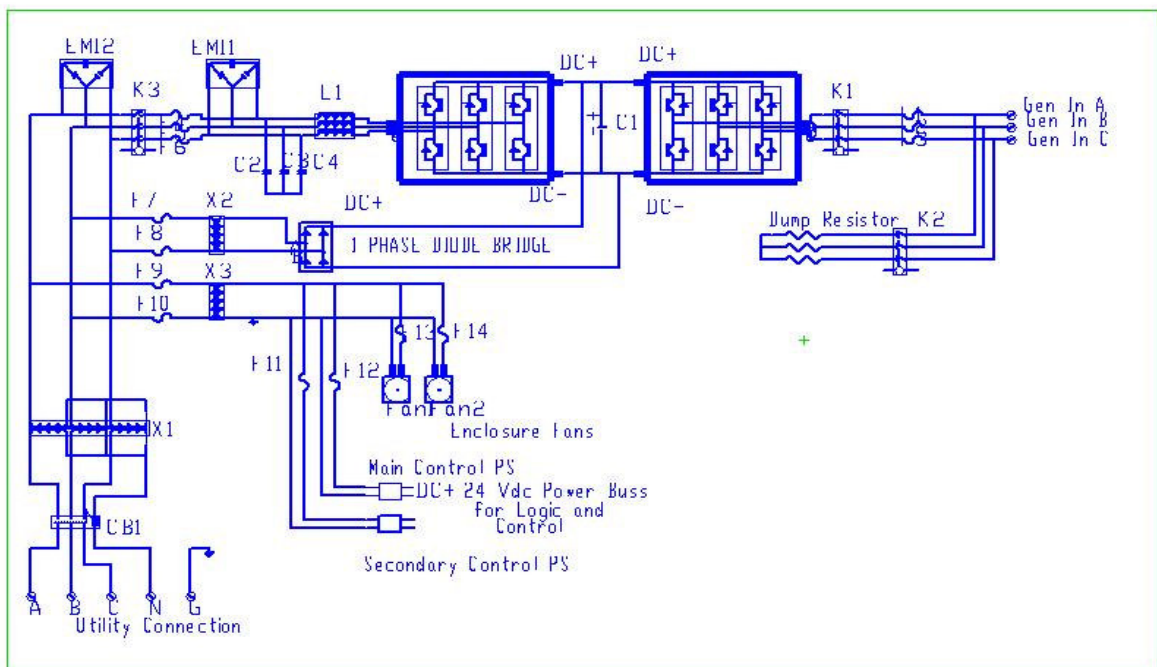 EMI2
EMI1
DC+
DC+
K3
L1
K1
Gen In A
Gen In B
Gen In C
C1
F6
C2
C3
C4
DC-
DC-
F7
X2
DC+
Dump Resistor
K2
F8
1 PHASE DIODE BRIDGE
F9
X3
F10
F13
F14
F11
F12
Fan2
Enclosure Fans
X1
Main Control PS
DC+ 24 Vdc Power Buss
for Logic and
Control
CB1
Secondary Control PS
A
B
C
N
G
Utility Connection